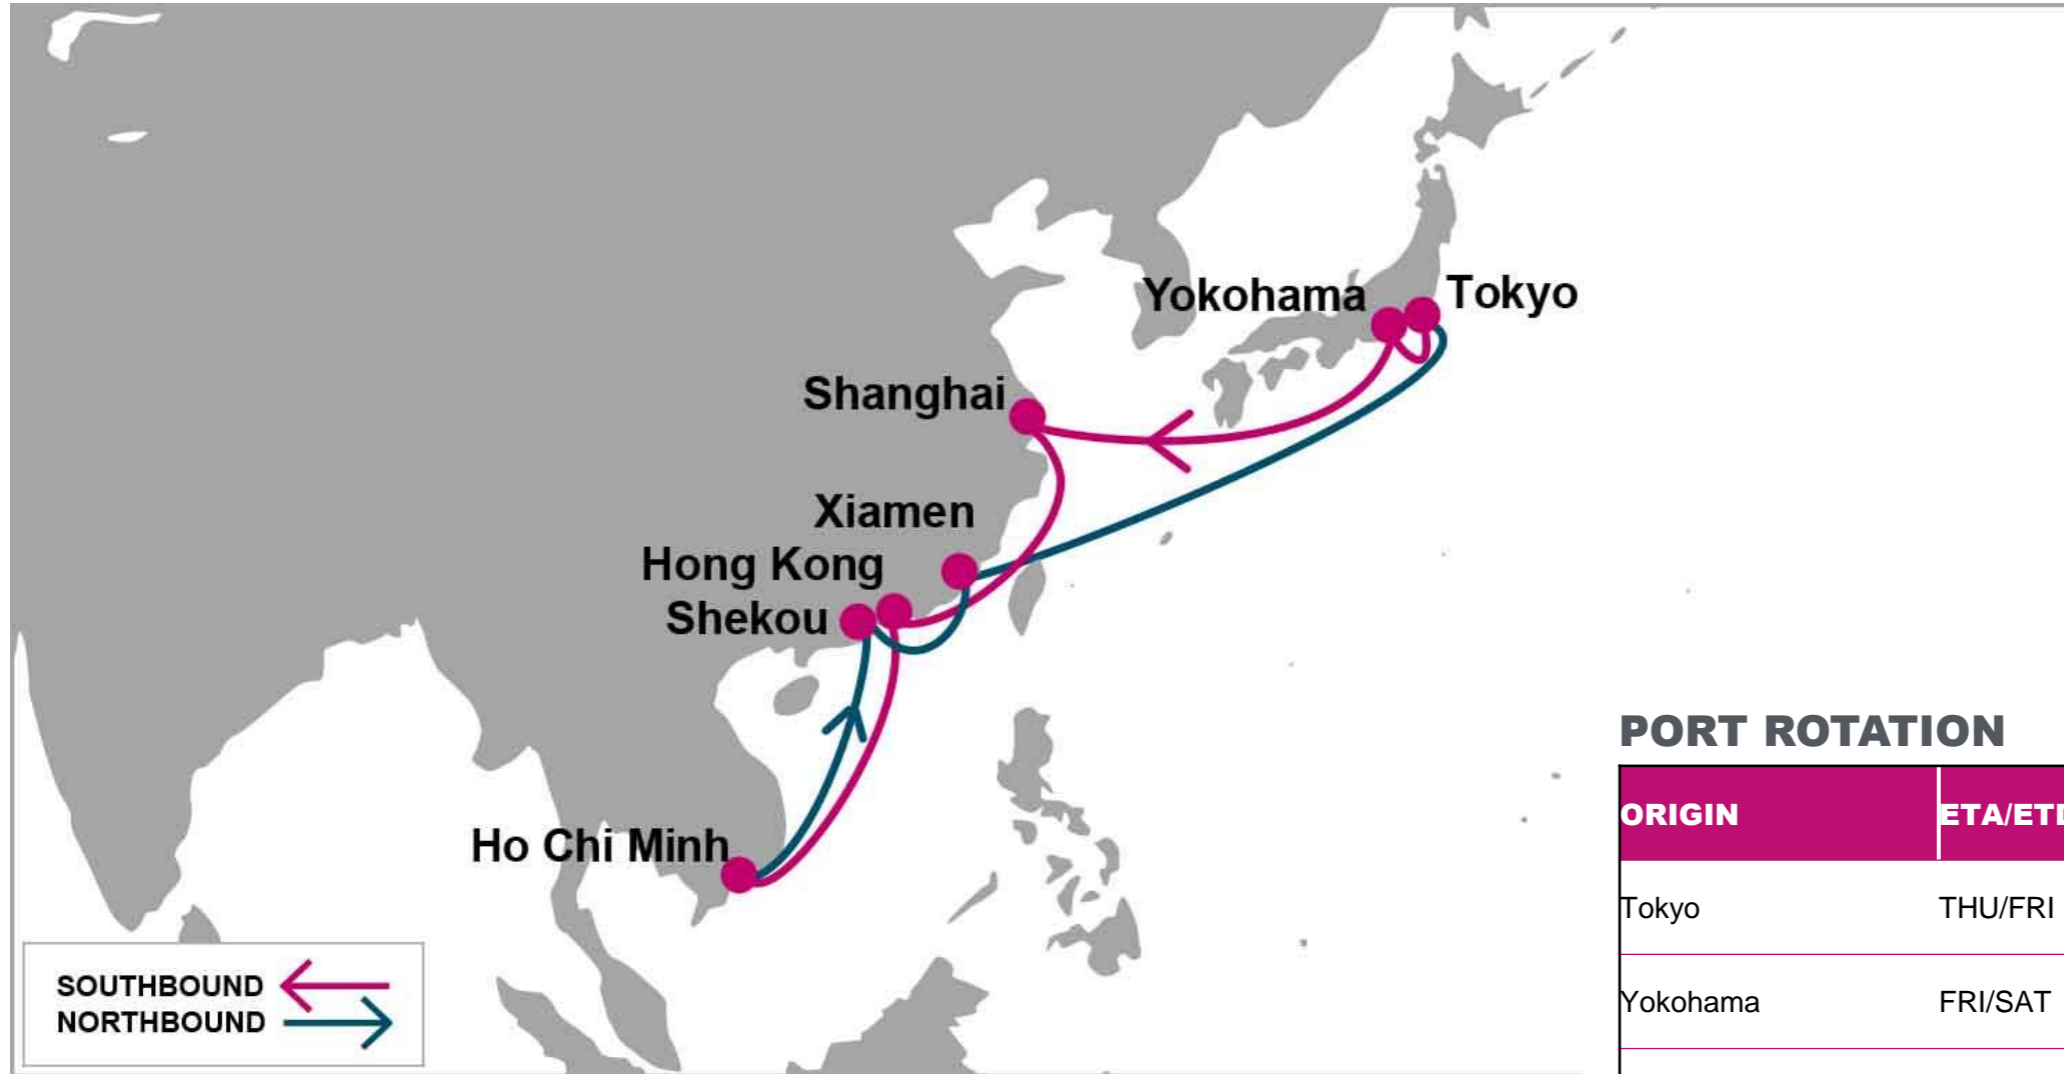 Yokohama
Tokyo
Shanghai
Xiamen
Hong Kong
Shekou
Ho Chi Minh
SOUTHBOUND
NORTHBOUND
PORT ROTATION
ORIGIN
Tokyo THU/FRI
Yokohama FRI/SAT